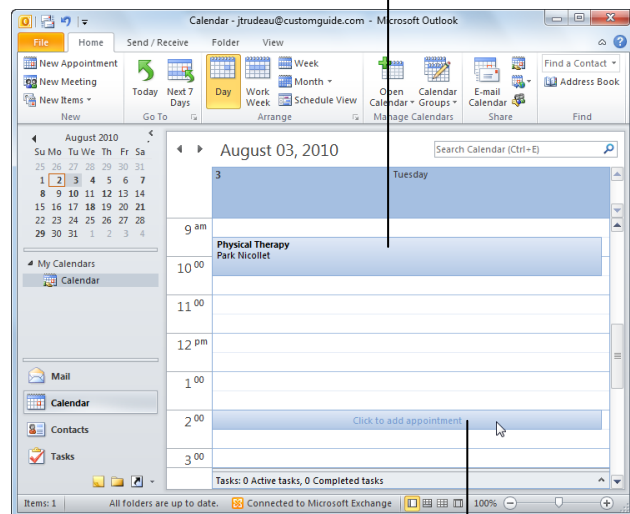 Calendar - jtrudeau@customguide.com - Microsoft Outlook
File Home Send / Receive Folder View
New Appointment
New Meeting
New Items
New
Today
Next 7 Days
Go To
Day
Work Week
Week
Month
Schedule View
Arrange
Open Calendar
Calendar Groups
Manage Calendars
E-mail Calendar
Share
Find a Contact
Address Book
Find
August 2010
Su Mo Tu We Th Fr Sa
25 26 27 28 29 30 31
1 2 3 4 5 6 7
8 9 10 11 12 13 14
15 16 17 18 19 20 21
22 23 24 25 26 27 28
29 30 31 1 2 3 4
My Calendars
Calendar
Mail
Calendar
Contacts
Tasks
August 03, 2010
Search Calendar (Ctrl+E)
3 Tuesday
9 am
Physical Therapy
Park Nicollet
10 00
11 00
12 pm
1 00
2 00
Click to add appointment
3 00
Tasks: 0 Active tasks, 0 Completed tasks
Items: 1 All folders are up to date. Connected to Microsoft Exchange 100%